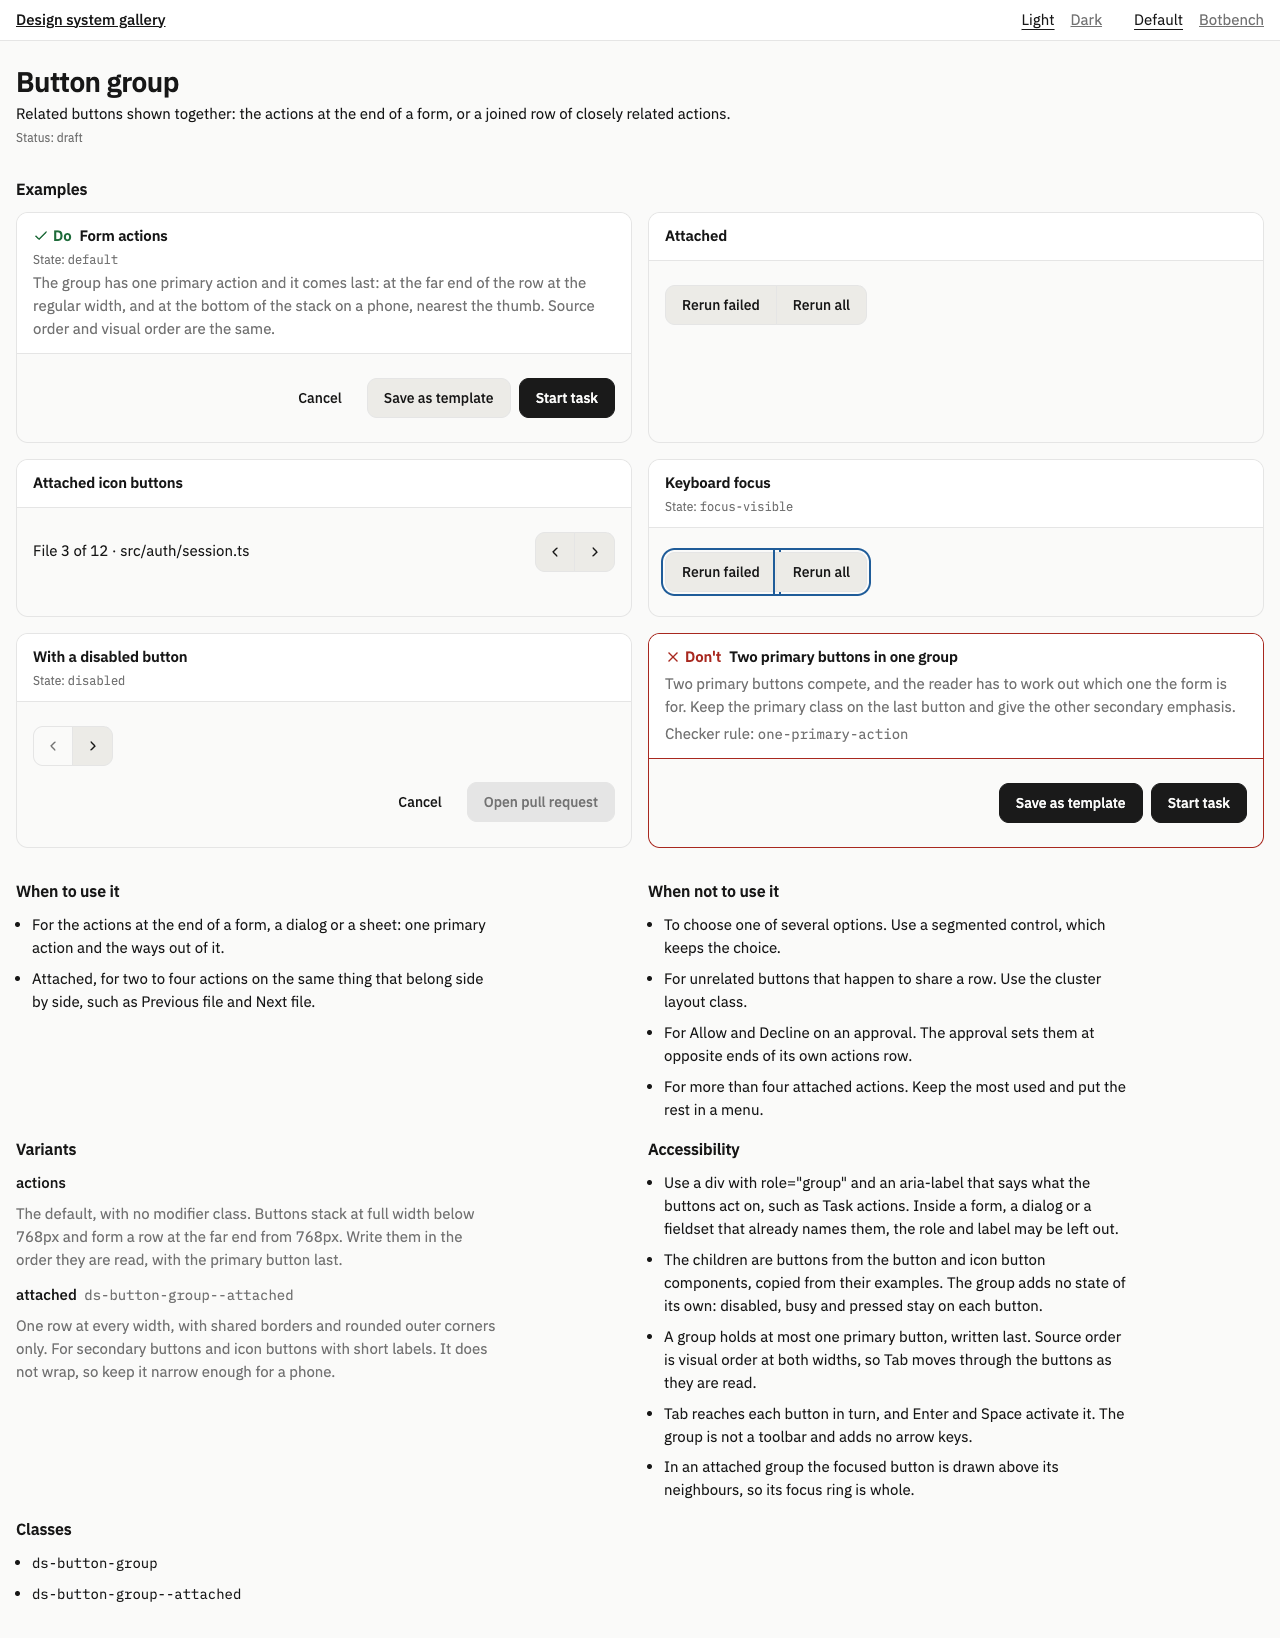 Design system gallery
Light Dark Default Botbench
Button group
Related buttons shown together: the actions at the end of a form, or a joined row of closely related actions.
Status: draft
Examples
Do Form actions
State: default
The group has one primary action and it comes last: at the far end of the row at the
regular width, and at the bottom of the stack on a phone, nearest the thumb. Source
order and visual order are the same.
Cancel Save as template Start task
Attached
Rerun failed Rerun all
Attached icon buttons
File 3 of 12 · src/auth/session.ts
Keyboard focus
State: focus-visible
Rerun failed Rerun all
With a disabled button
State: disabled
Cancel Open pull request
Don't Two primary buttons in one group
Two primary buttons compete, and the reader has to work out which one the form is
for. Keep the primary class on the last button and give the other secondary emphasis.
Checker rule: one-primary-action
Save as template Start task
When to use it
• For the actions at the end of a form, a dialog or a sheet: one primary
action and the ways out of it.
• Attached, for two to four actions on the same thing that belong side
by side, such as Previous file and Next file.
When not to use it
• To choose one of several options. Use a segmented control, which
keeps the choice.
• For unrelated buttons that happen to share a row. Use the cluster
layout class.
• For Allow and Decline on an approval. The approval sets them at
opposite ends of its own actions row.
• For more than four attached actions. Keep the most used and put the
rest in a menu.
Variants
actions
The default, with no modifier class. Buttons stack at full width below
768px and form a row at the far end from 768px. Write them in the
order they are read, with the primary button last.
attached ds-button-group--attached
One row at every width, with shared borders and rounded outer corners
only. For secondary buttons and icon buttons with short labels. It does
not wrap, so keep it narrow enough for a phone.
Accessibility
• Use a div with role="group" and an aria-label that says what the
buttons act on, such as Task actions. Inside a form, a dialog or a
fieldset that already names them, the role and label may be left out.
• The children are buttons from the button and icon button
components, copied from their examples. The group adds no state of
its own: disabled, busy and pressed stay on each button.
• A group holds at most one primary button, written last. Source order
is visual order at both widths, so Tab moves through the buttons as
they are read.
• Tab reaches each button in turn, and Enter and Space activate it. The
group is not a toolbar and adds no arrow keys.
• In an attached group the focused button is drawn above its
neighbours, so its focus ring is whole.
Classes
• ds-button-group
• ds-button-group--attached